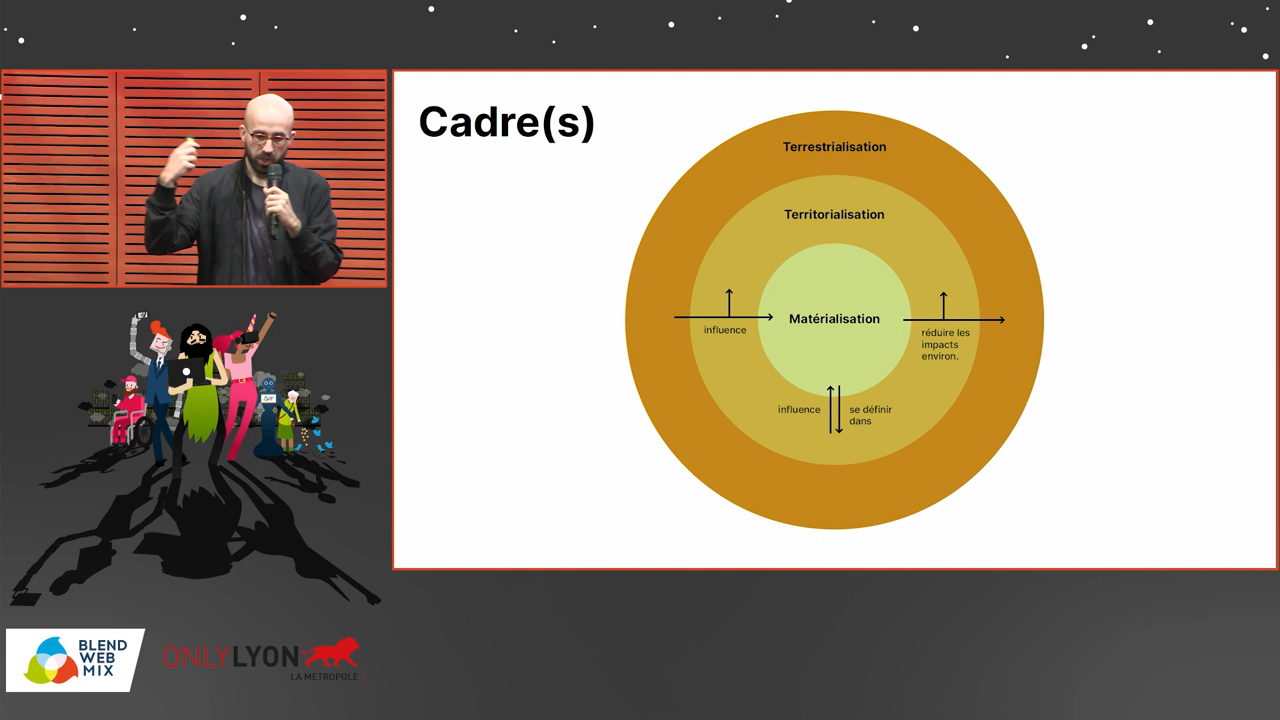 Cadre(s)
Terrestrialisation
Territorialisation
Matérialisation
influence
réduire les
impacts
environ.
influence
se définir
dans
BLEND
WEB
MIX
ONLYLYON
LA MÉTROPOLE